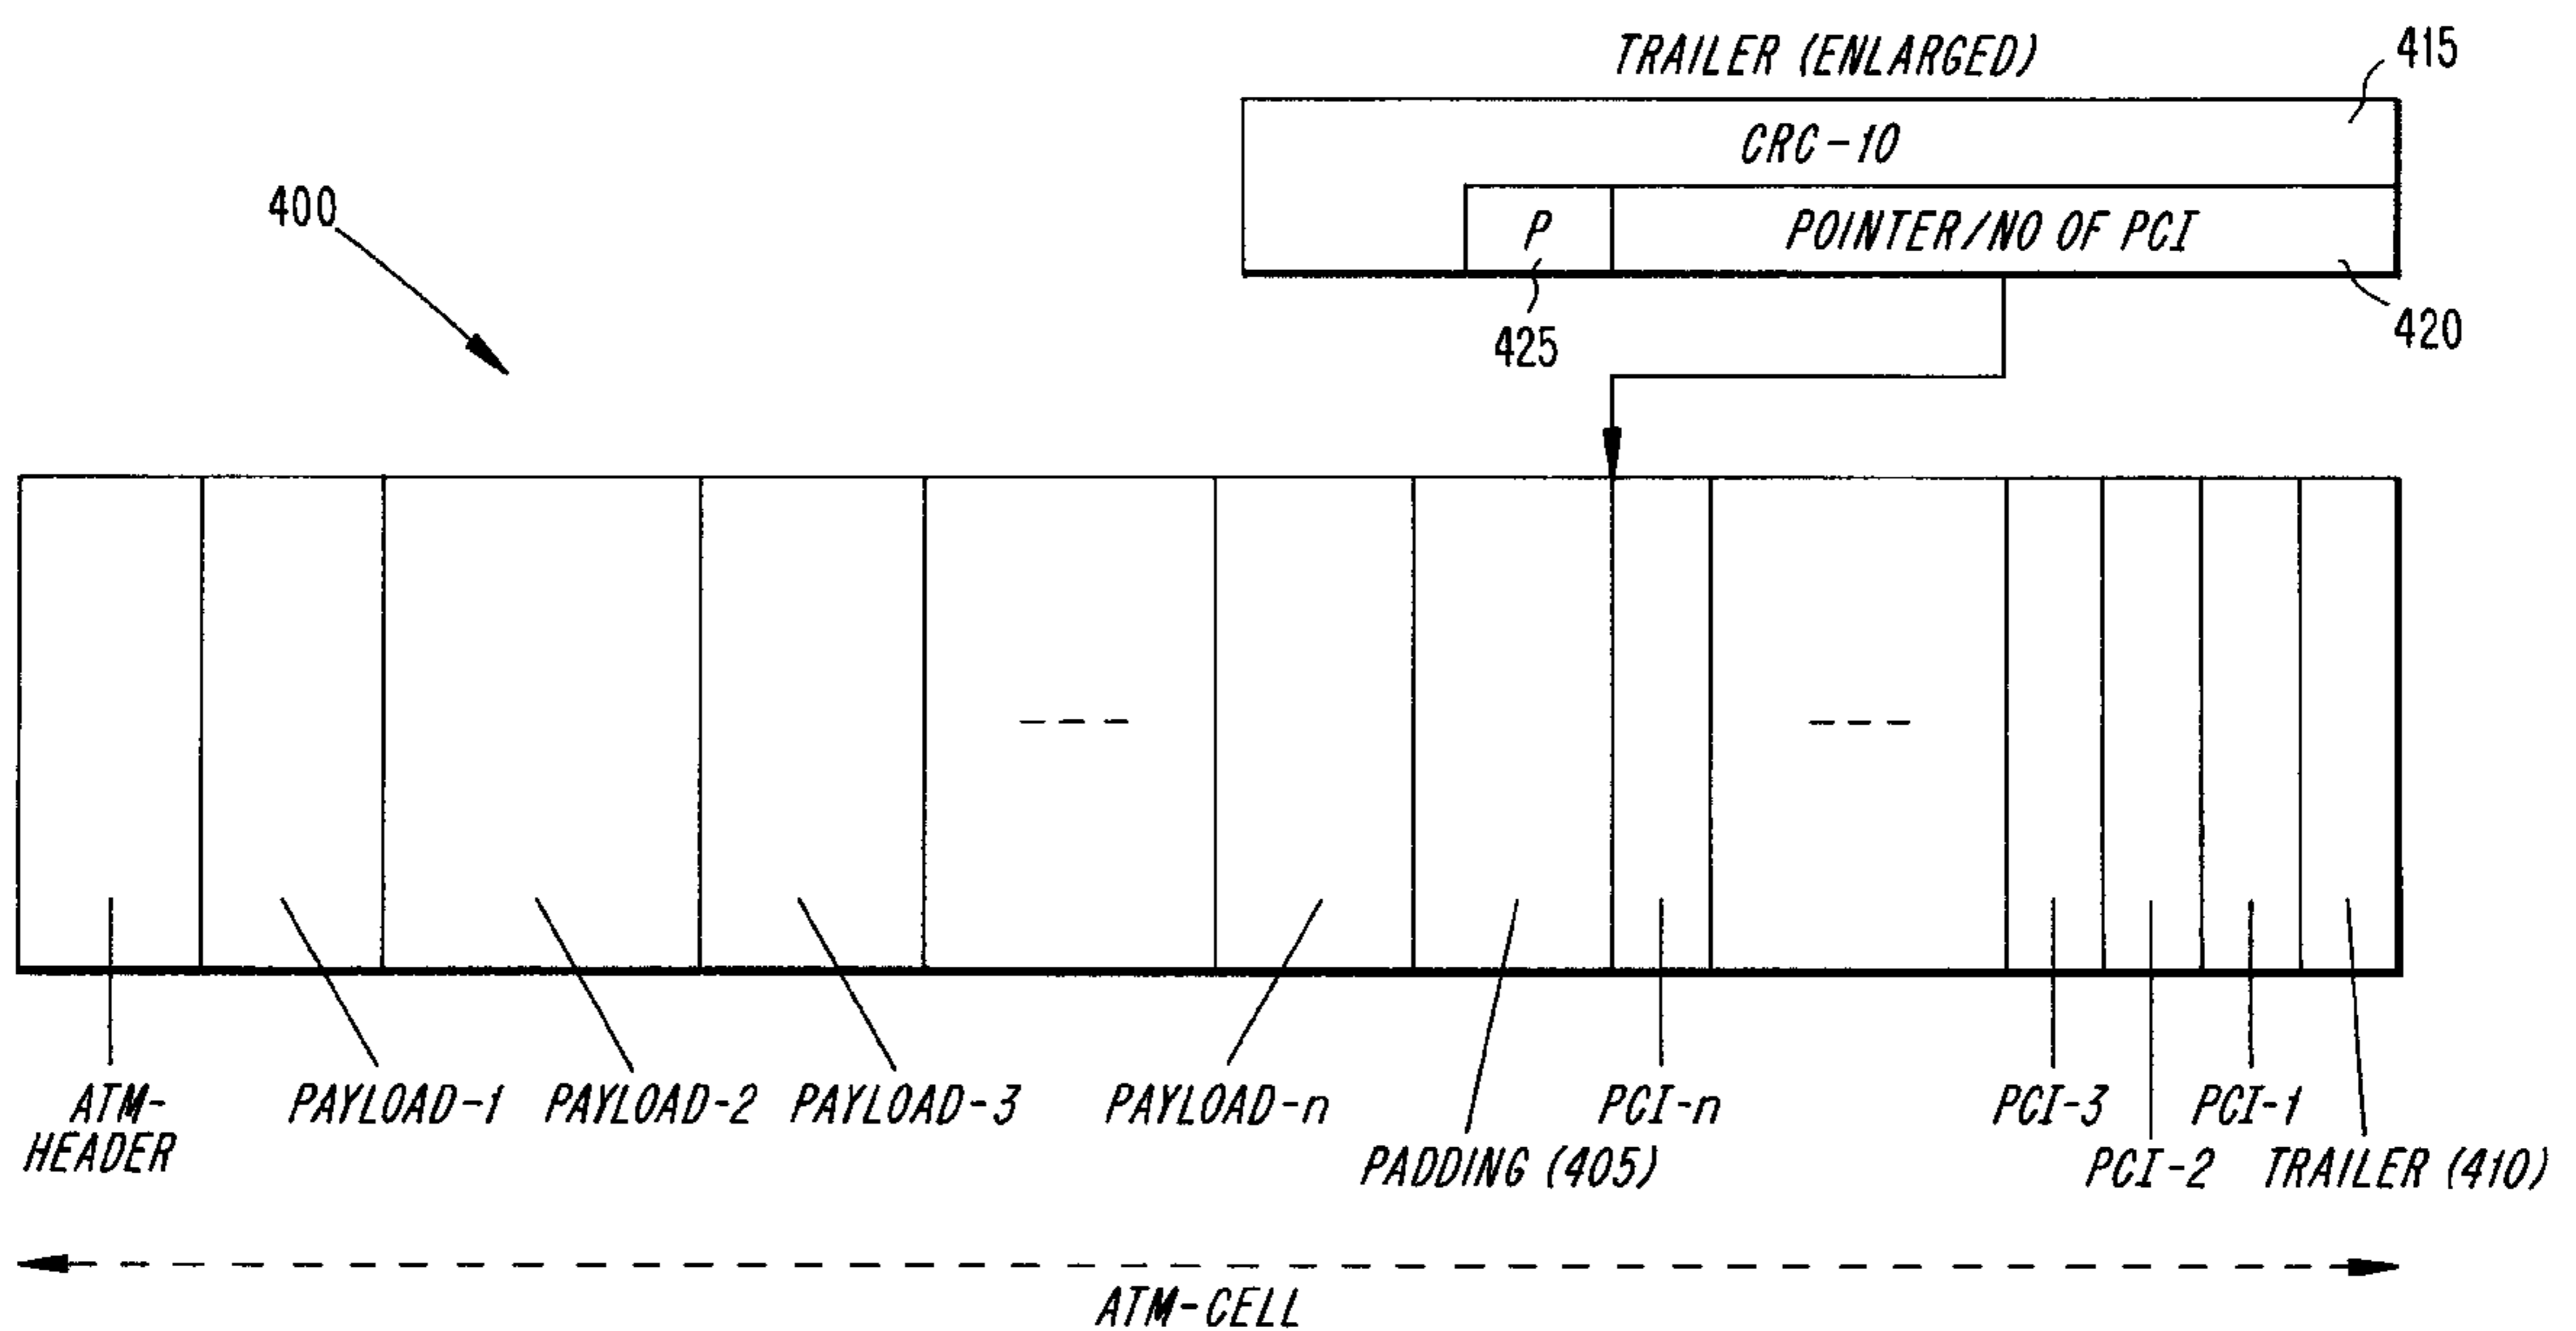 TRAILER (ENLARGED)
415
CRC-10
400
P
POINTER/NO OF PCI
425
420
ATM-
HEADER
PAYLOAD-1
PAYLOAD-2
PAYLOAD-3
PAYLOAD-n
PADDING (405)
PCI-n
PCI-3
PCI-2
PCI-1
TRAILER (410)
ATM-CELL